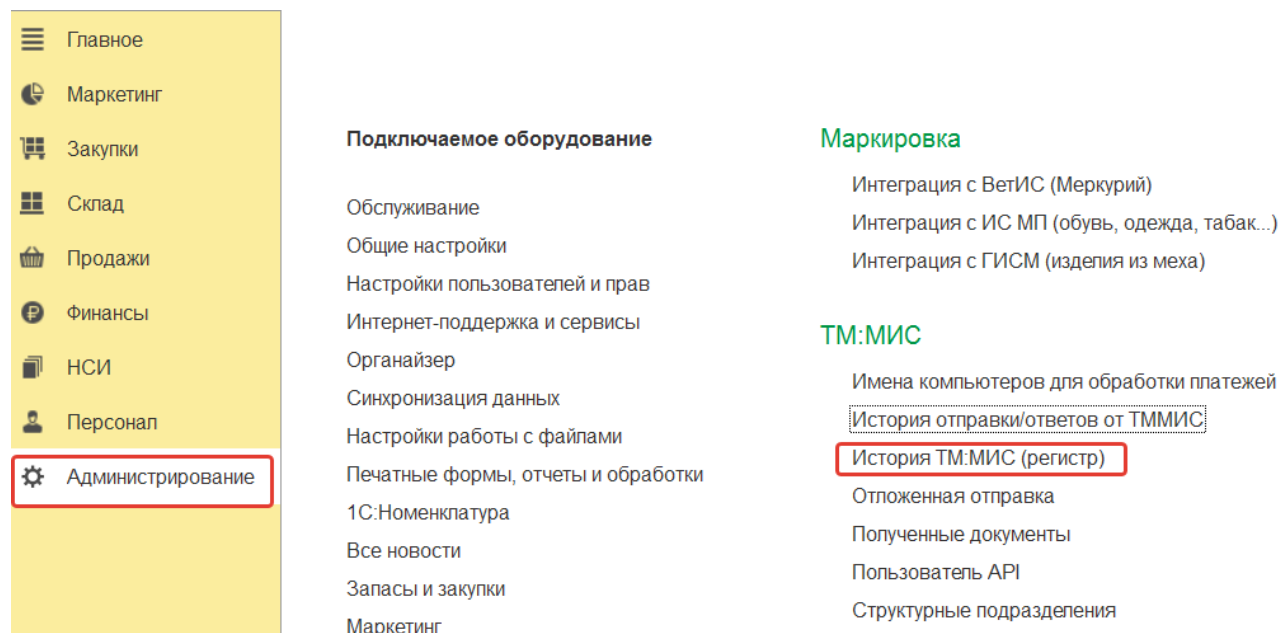 Главное
Маркетинг
Закупки
Склад
Продажи
Финансы
НСИ
Персонал
Администрирование
Подключаемое оборудование
Обслуживание
Общие настройки
Настройки пользователей и прав
Интернет-поддержка и сервисы
Органайзер
Синхронизация данных
Настройки работы с файлами
Печатные формы, отчеты и обработки
1С:Номенклатура
Все новости
Запасы и закупки
Маркетинг
Маркировка
Интеграция с ВетИС (Меркурий)
Интеграция с ИС МП (обувь, одежда, табак...)
Интеграция с ГИСМ (изделия из меха)
ТМ:МИС
Имена компьютеров для обработки платежей
История отправки/ответов от ТММИС
История ТМ:МИС (регистр)
Отложенная отправка
Полученные документы
Пользователь API
Структурные подразделения